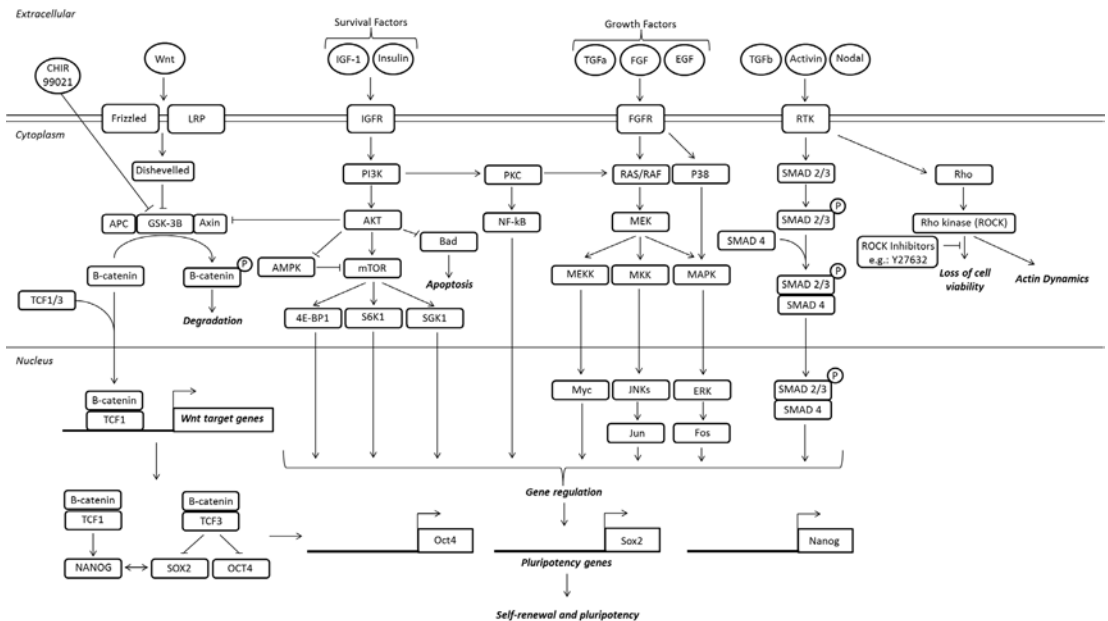 Extracellular
Survival Factors
Growth Factors
CHIR
99021
Wnt
IGF-1
Insulin
TGFa
FGF
EGF
TGFb
Activin
Nodal
Frizzled
LRP
IGFR
FGFR
RTK
Cytoplasm
Dishevelled
PI3K
PKC
RAS/RAF
P38
SMAD 2/3
Rho
APC
GSK-3B
Axin
AKT
NF-kB
MEK
SMAD 2/3
P
Rho kinase (ROCK)
Bad
SMAD 4
ROCK Inhibitors
e.g.: Y27632
B-catenin
B-catenin
P
AMPK
mTOR
Apoptosis
MEKK
MKK
MAPK
SMAD 2/3
P
SMAD 4
Loss of cell
viability
Actin Dynamics
TCF1/3
Degradation
4E-BP1
S6K1
SGK1
Nucleus
B-catenin
TCF1
Wnt target genes
Myc
JNKs
ERK
SMAD 2/3
P
SMAD 4
Jun
Fos
Gene regulation
B-catenin
TCF1
B-catenin
TCF3
NANOG
SOX2
OCT4
Oct4
Sox2
Nanog
Pluripotency genes
Self-renewal and pluripotency